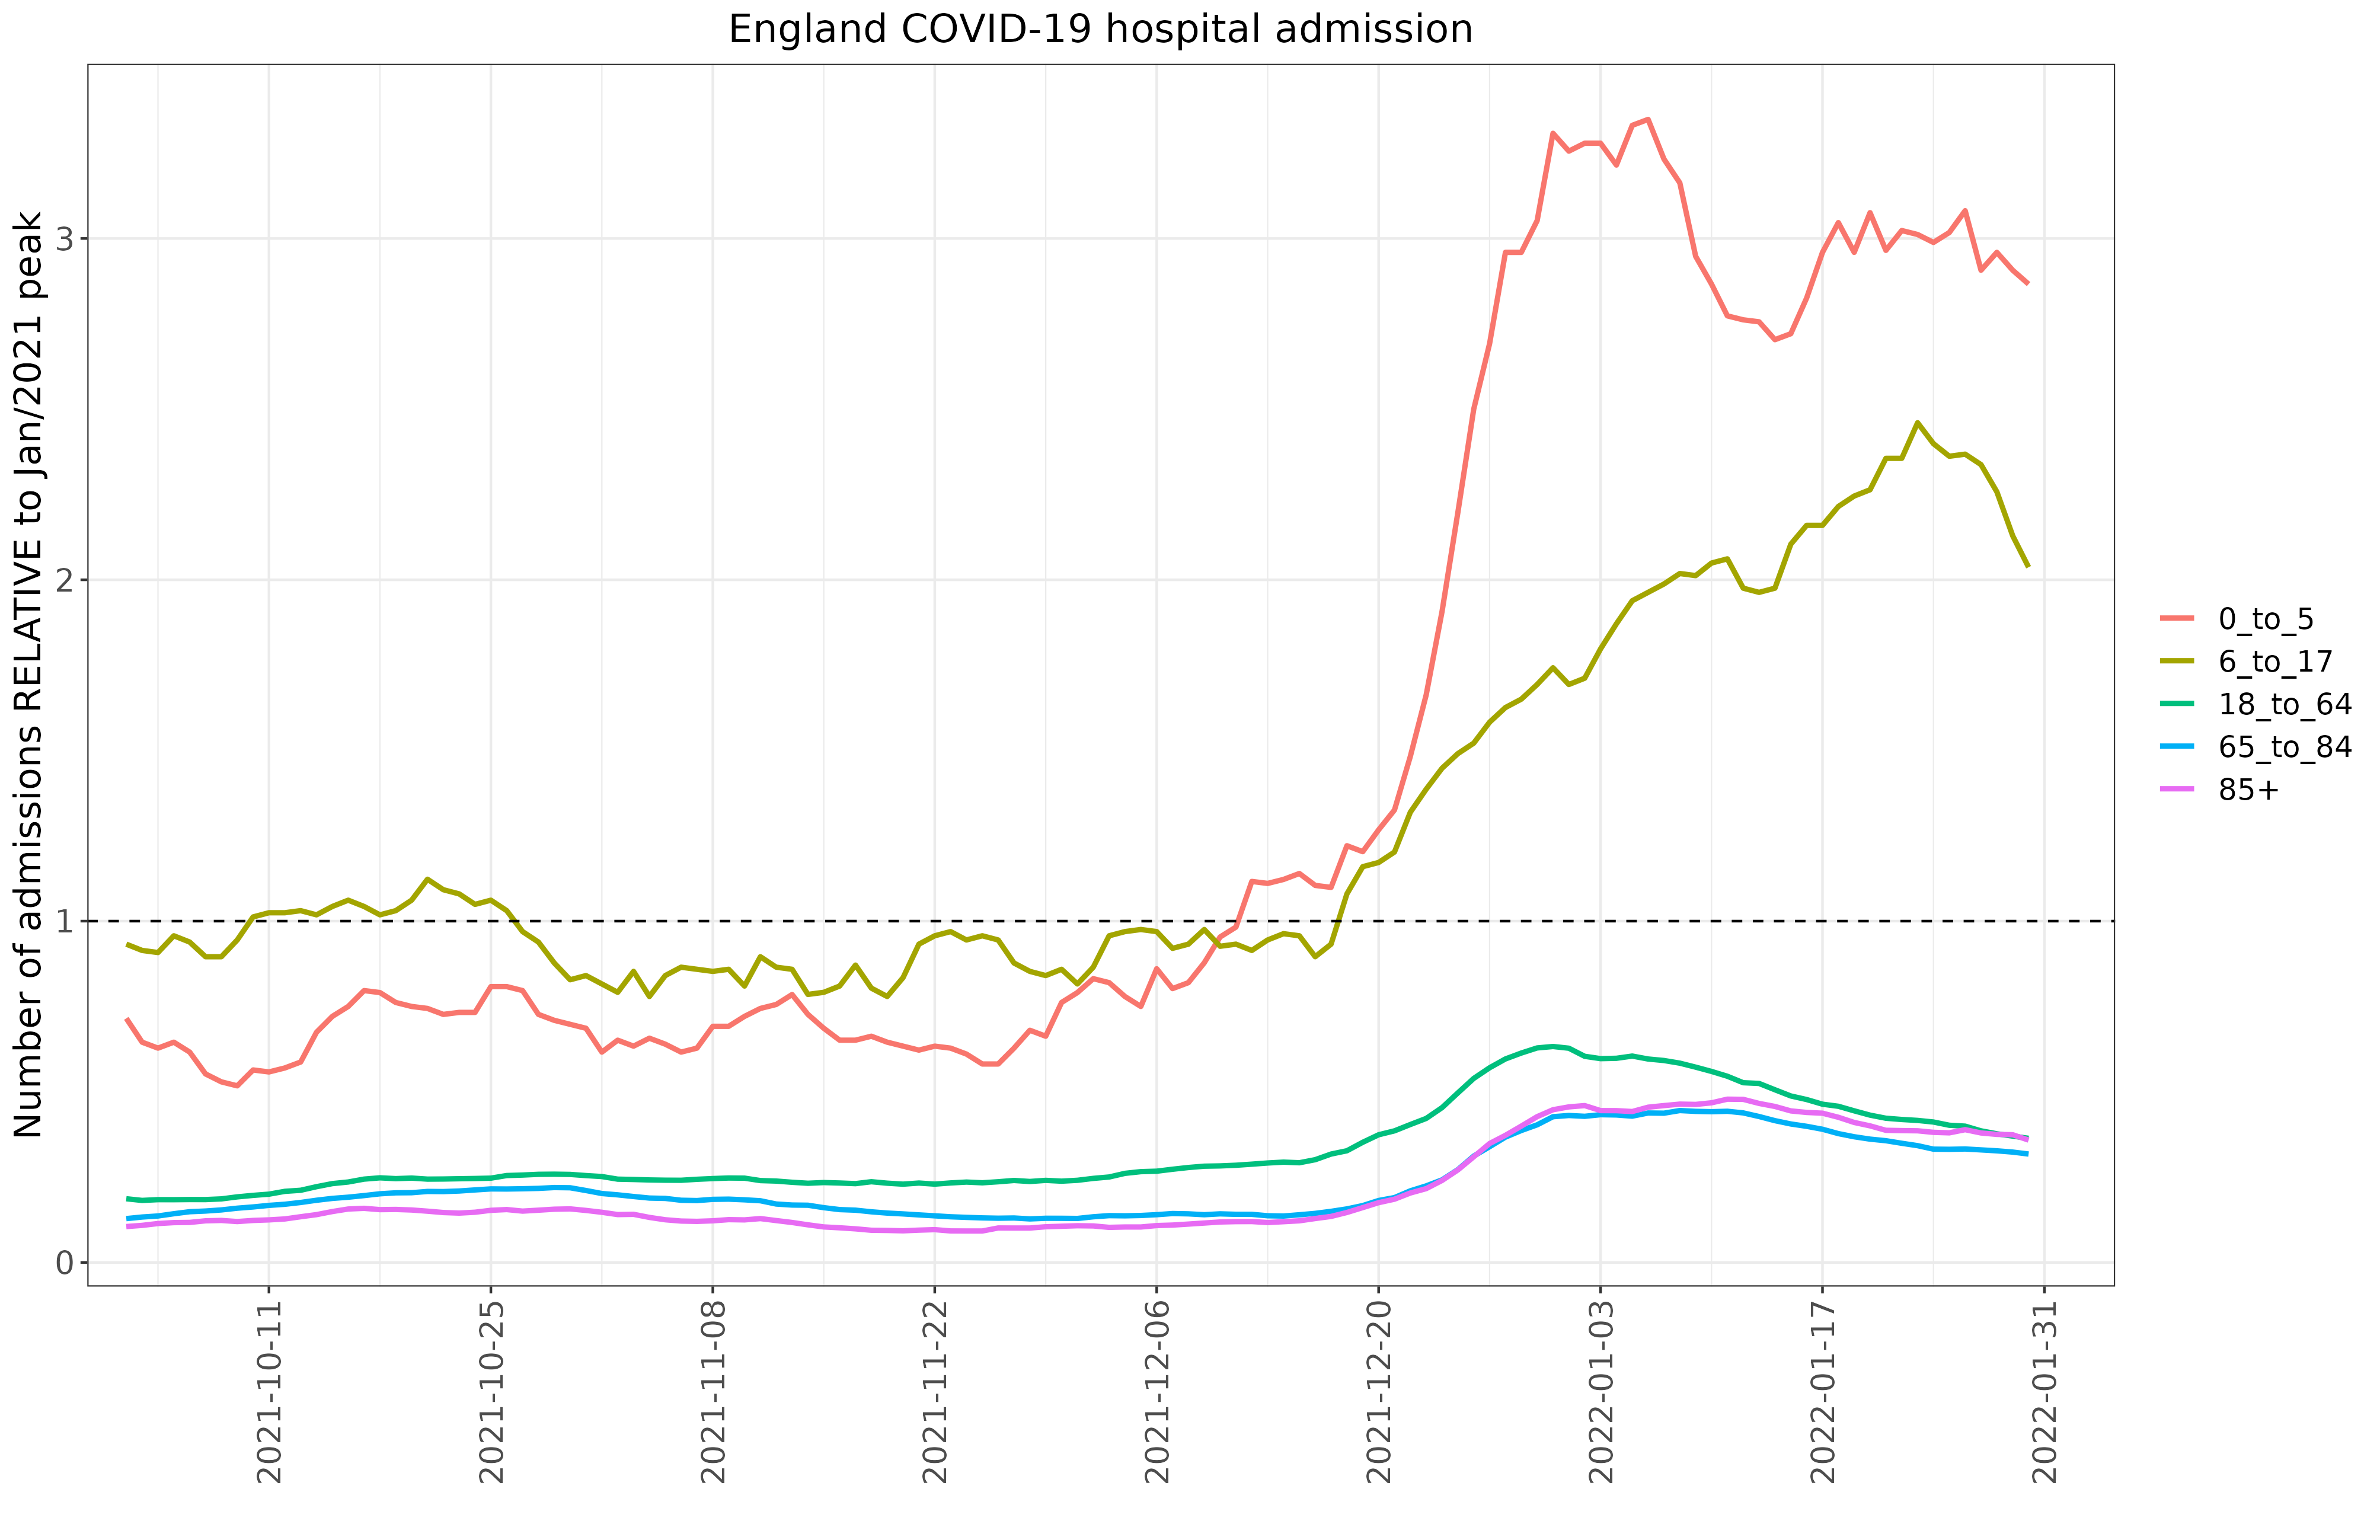 England COVID-19 hospital admission
Number of admissions RELATIVE to Jan/2021 peak
3
2
1
0
2021-10-11
2021-10-25
2021-11-08
2021-11-22
2021-12-06
2021-12-20
2022-01-03
2022-01-17
2022-01-31
0_to_5
6_to_17
18_to_64
65_to_84
85+